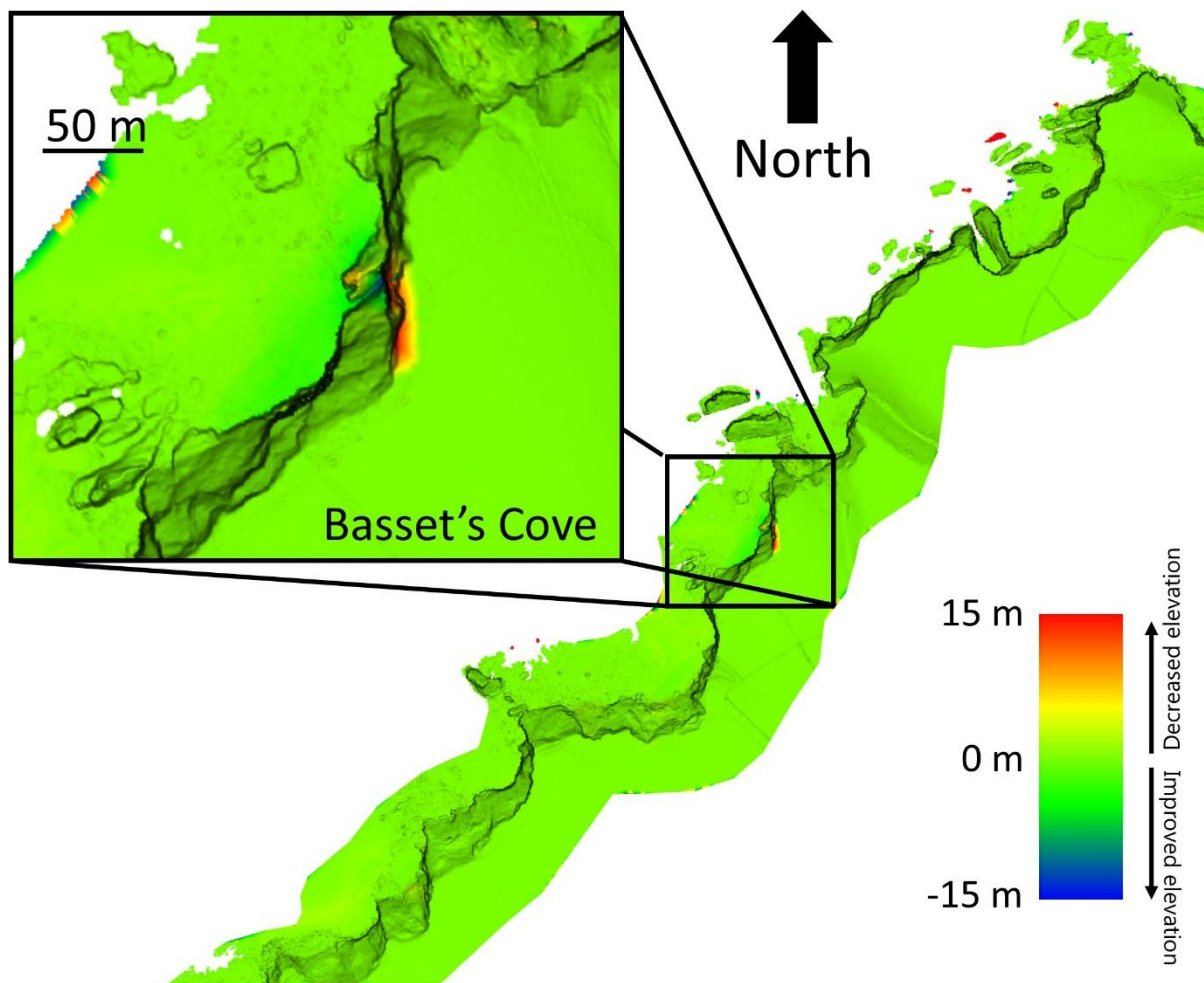 50 m
North
Basset's Cove
15 m
0 m
-15 m
Decreased elevation
Improved elevation